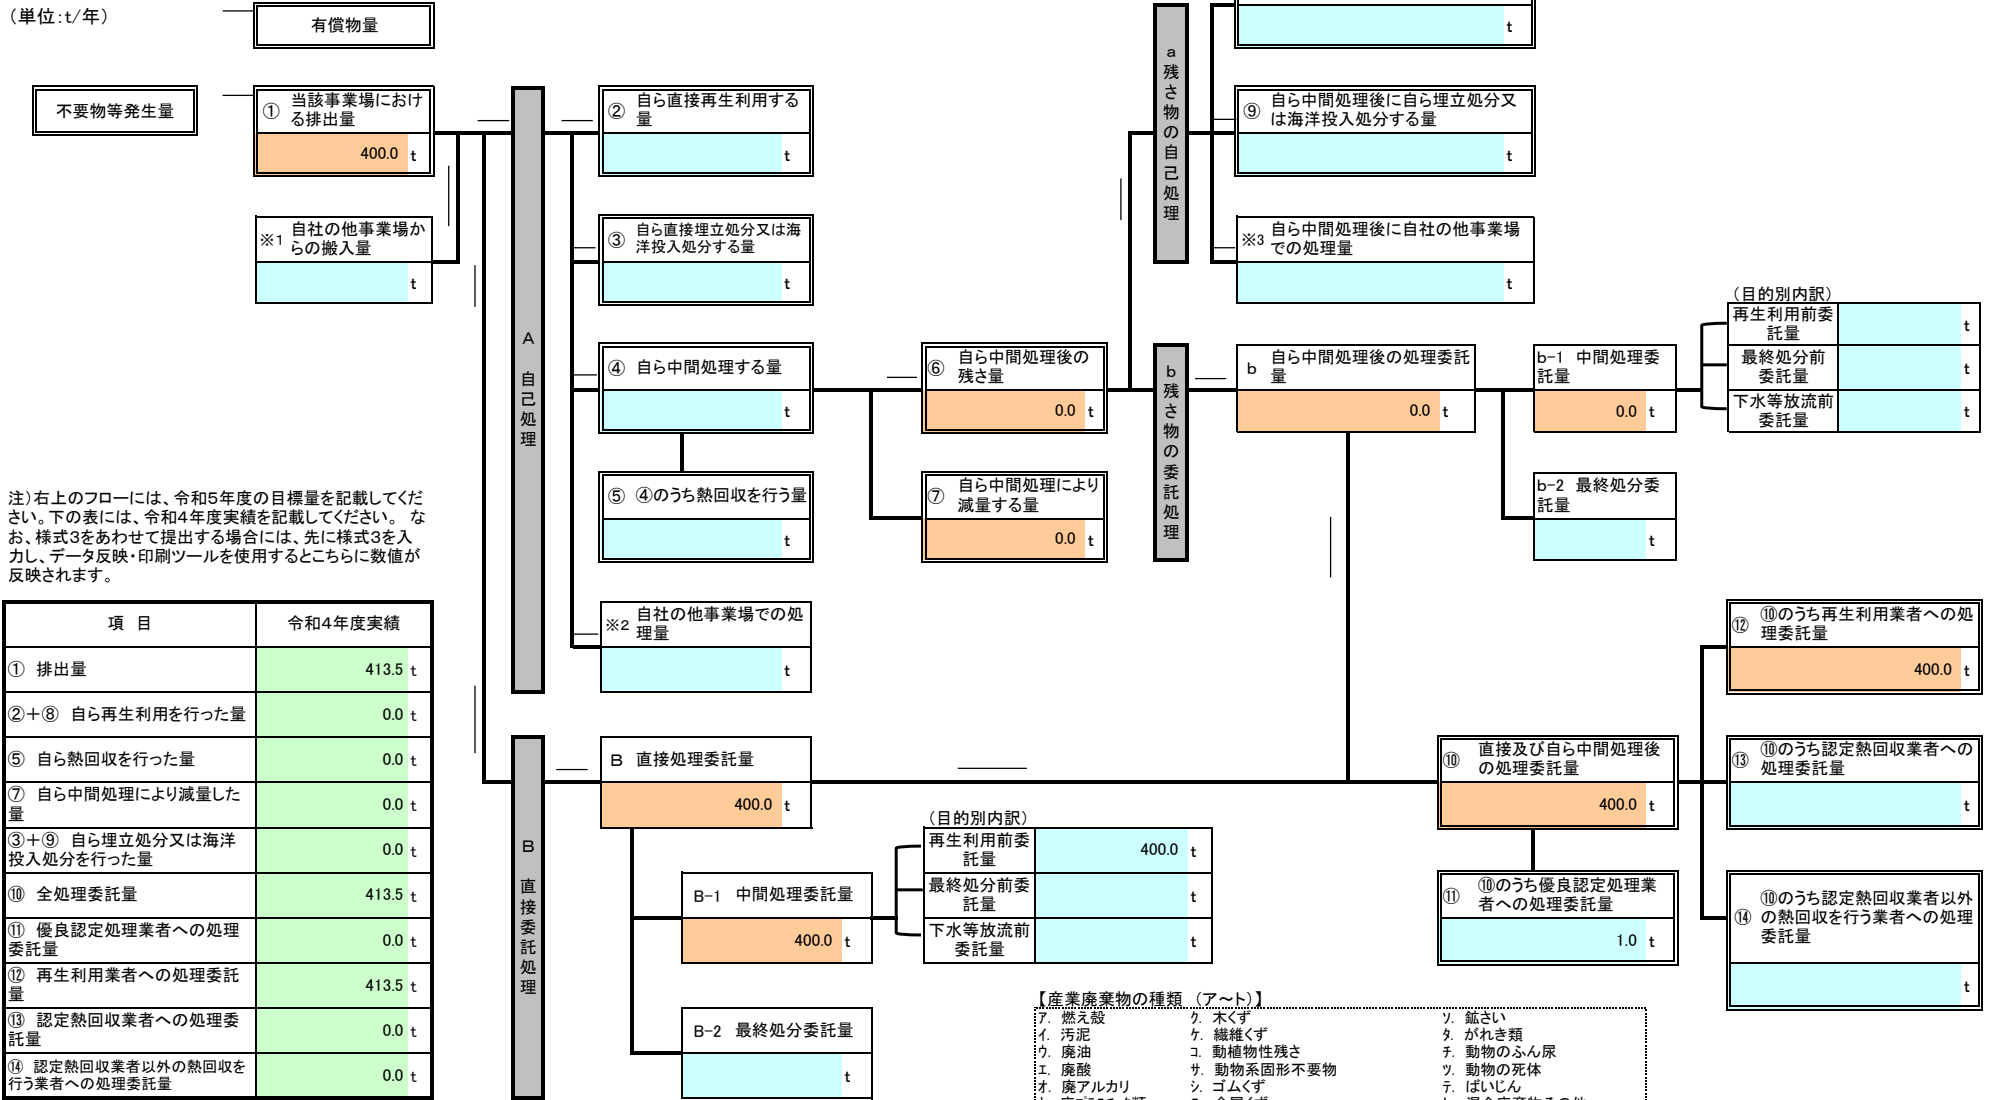 （単位:t/年）
有償物量
t
不要物等発生量
① 当該事業場におけ
る排出量
400.0 t
※1 自社の他事業場か
らの搬入量
t
A 自己処理
② 自ら直接再生利用する
量
t
③ 自ら直接埋立処分又は海
洋投入処分する量
t
④ 自ら中間処理する量
t
⑤ ④のうち熱回収を行う量
t
※2 自社の他事業場での処
理量
t
⑥ 自ら中間処理後の
残さ量
0.0 t
⑦ 自ら中間処理により
減量する量
0.0 t
a 残さ物の自己処理
⑨ 自ら中間処理後に自ら埋立処分又
は海洋投入処分する量
t
※3 自ら中間処理後に自社の他事業場
での処理量
t
b 残さ物の委託処理
b 自ら中間処理後の処理委託
量
0.0 t
b-1 中間処理委
託量
0.0 t
（目的別内訳）
再生利用前委
託量
t
最終処分前
委託量
t
下水等放流前
委託量
t
b-2 最終処分委
託量
t
注）右上のフローには、令和5年度の目標量を記載してくだ
さい。下の表には、令和4年度実績を記載してください。 な
お、様式3をあわせて提出する場合には、先に様式3を入
力し、データ反映・印刷ツールを使用するとこちらに数値が
反映されます。
項 目 令和4年度実績
① 排出量 413.5 t
②＋⑧ 自ら再生利用を行った量 0.0 t
⑤ 自ら熱回収を行った量 0.0 t
⑦ 自ら中間処理により減量した
量 0.0 t
③＋⑨ 自ら埋立処分又は海洋
投入処分を行った量 0.0 t
⑩ 全処理委託量 413.5 t
⑪ 優良認定処理業者への処理
委託量 0.0 t
⑫ 再生利用業者への処理委託
量 413.5 t
⑬ 認定熱回収業者への処理委
託量 0.0 t
⑭ 認定熱回収業者以外の熱回収を
行う業者への処理委託量 0.0 t
B 直接委託処理
B 直接処理委託量
400.0 t
B-1 中間処理委託量
400.0 t
（目的別内訳）
再生利用前委
託量
400.0 t
最終処分前委
託量
t
下水等放流前
委託量
t
B-2 最終処分委託量
t
⑩ 直接及び自ら中間処理後
の処理委託量
400.0 t
⑪ ⑩のうち優良認定処理業
者への処理委託量
1.0 t
⑫ ⑩のうち再生利用業者への処
理委託量
400.0 t
⑬ ⑩のうち認定熱回収業者への
処理委託量
t
⑭ ⑩のうち認定熱回収業者以外
の熱回収を行う業者への処理
委託量
t
【産業廃棄物の種類 （ア～ト）】
ア. 燃え殻 ク. 木くず ソ. 鉱さい
イ. 汚泥 ケ. 繊維くず タ. がれき類
ウ. 廃油 コ. 動植物性残さ チ. 動物のふん尿
エ. 廃酸 サ. 動物系固形不要物 ツ. 動物の死体
オ. 廃アルカリ シ. ゴムくず テ. ばいじん